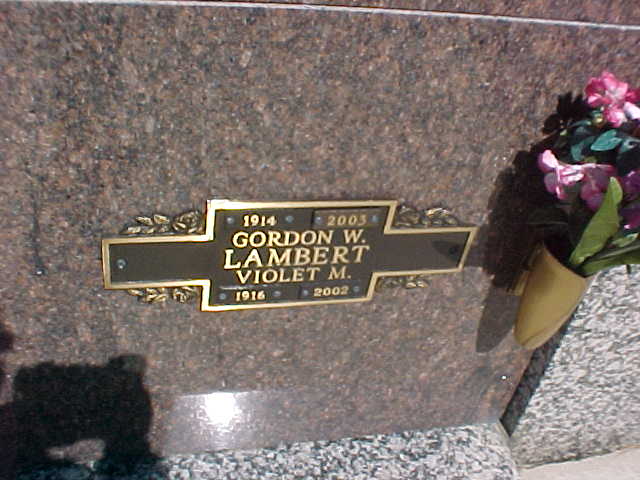 1914 2003
GORDON W.
LAMBERT
VIOLET M.
1916 2002